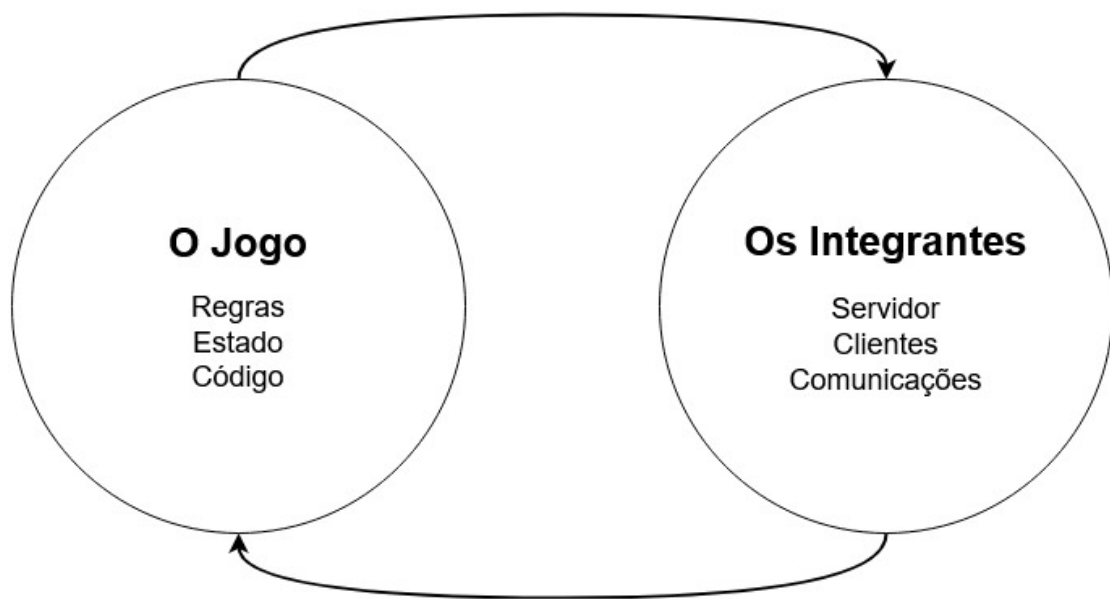 O Jogo
Regras
Estado
Código
Os Integrantes
Servidor
Clientes
Comunicações